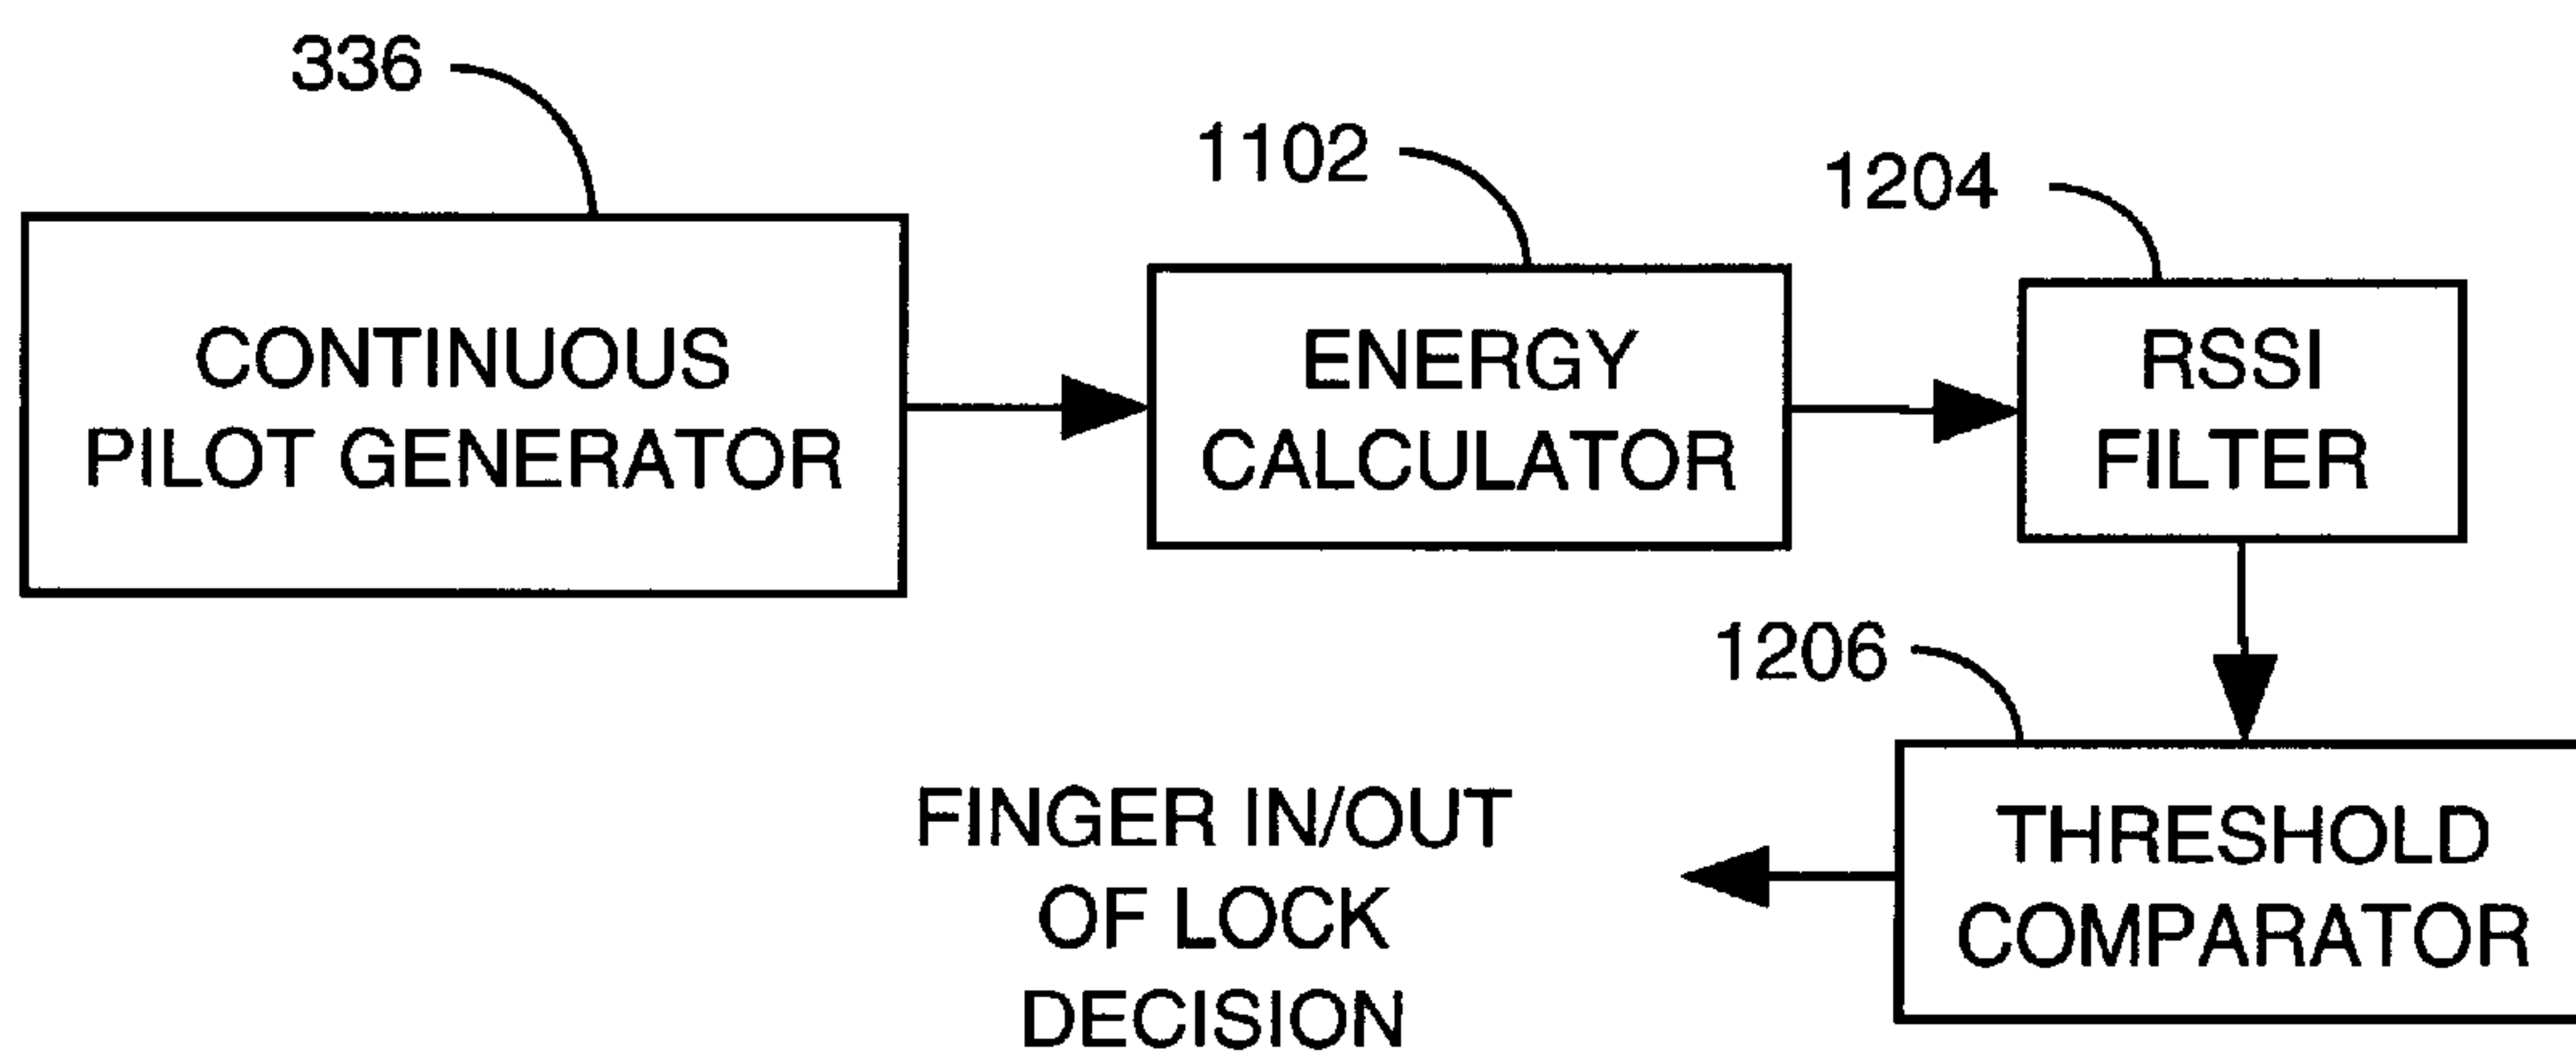 336
1102
1204
CONTINUOUS
PILOT GENERATOR
ENERGY
CALCULATOR
RSSI
FILTER
1206
THRESHOLD
COMPARATOR
FINGER IN/OUT
OF LOCK
DECISION